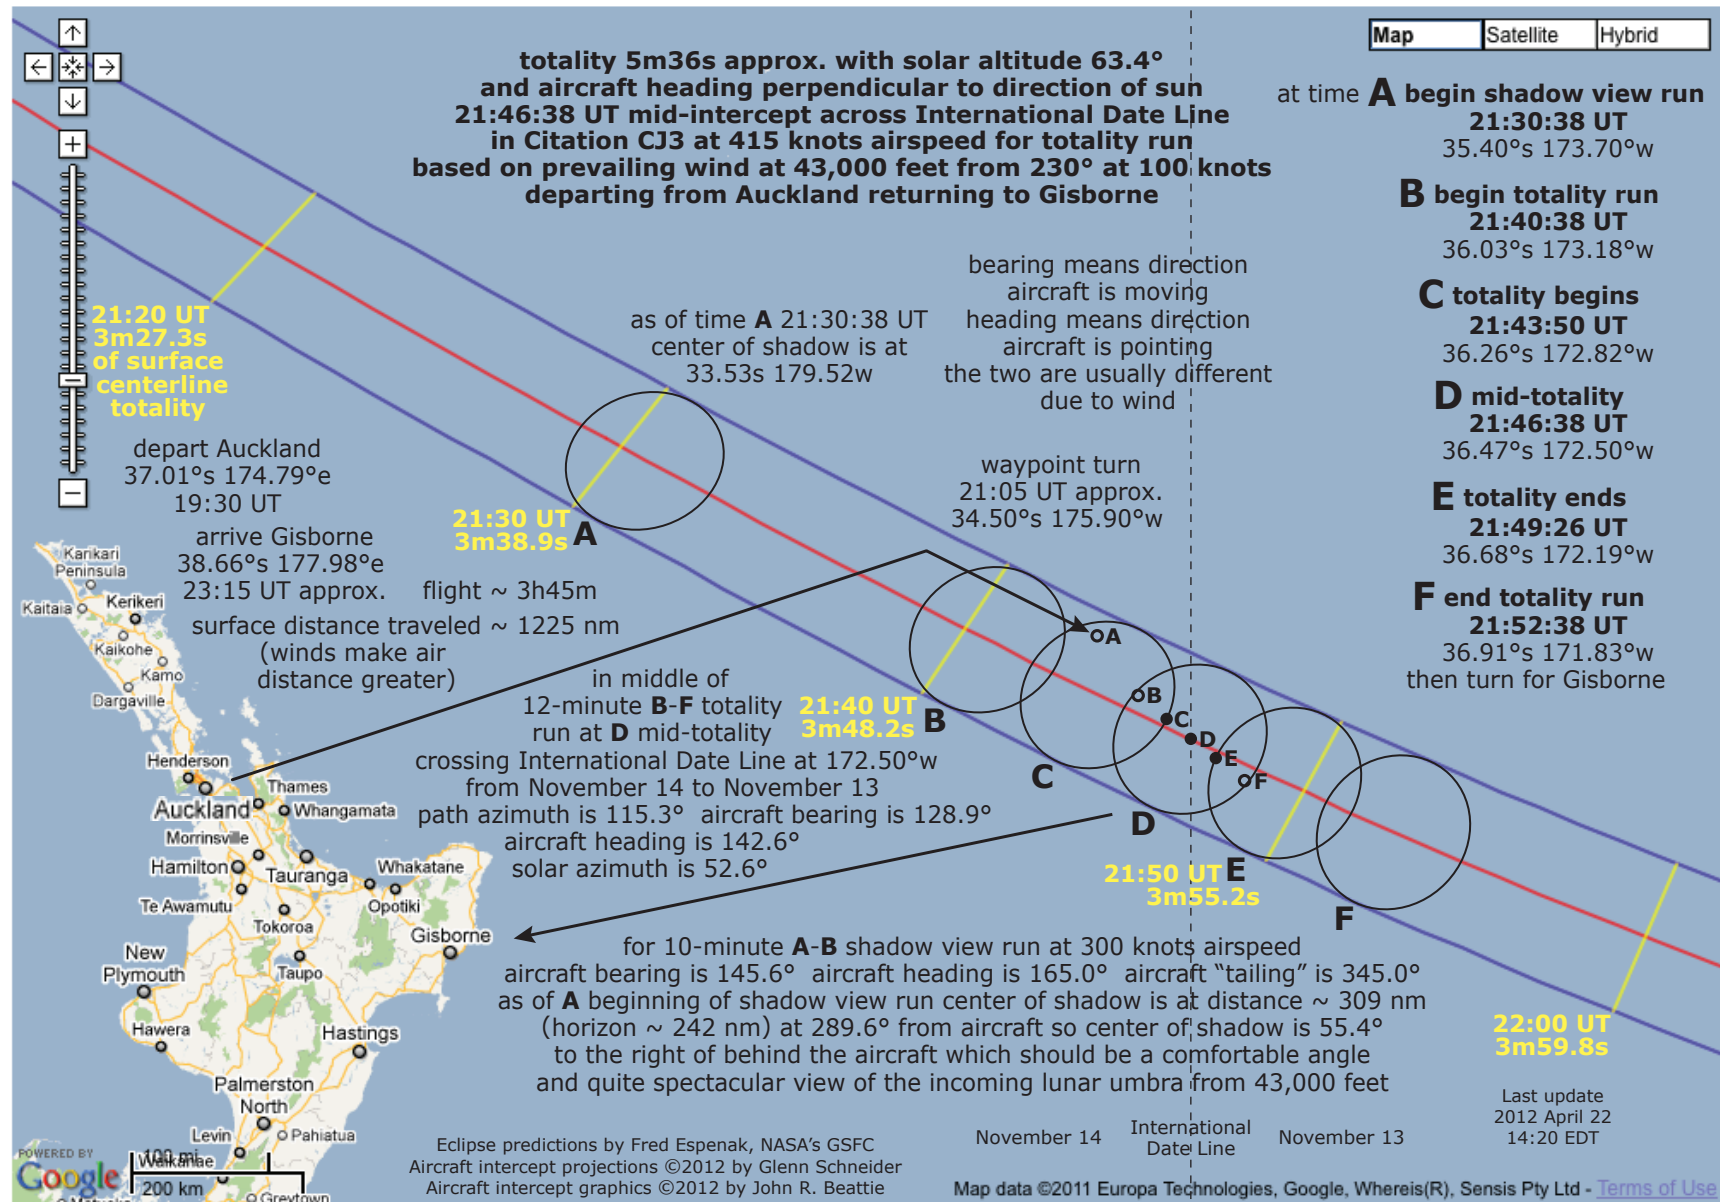 totality 5m36s approx. with solar altitude 63.4°
and aircraft heading perpendicular to direction of sun
21:46:38 UT mid-intercept across International Date Line
in Citation CJ3 at 415 knots airspeed for totality run
based on prevailing wind at 43,000 feet from 230° at 100 knots
departing from Auckland returning to Gisborne
Map
Satellite
Hybrid
at time A begin shadow view run
21:30:38 UT
35.40°s 173.70°w
B begin totality run
21:40:38 UT
36.03°s 173.18°w
C totality begins
21:43:50 UT
36.26°s 172.82°w
D mid-totality
21:46:38 UT
36.47°s 172.50°w
E totality ends
21:49:26 UT
36.68°s 172.19°w
F end totality run
21:52:38 UT
36.91°s 171.83°w
then turn for Gisborne
bearing means direction
aircraft is moving
heading means direction
aircraft is pointing
the two are usually different
due to wind
as of time A 21:30:38 UT
center of shadow is at
33.53s 179.52w
21:20 UT
3m27.3s
of surface
centerline
totality
depart Auckland
37.01°s 174.79°e
19:30 UT
arrive Gisborne
38.66°s 177.98°e
23:15 UT approx.
flight ~ 3h45m
surface distance traveled ~ 1225 nm
(winds make air
distance greater)
21:30 UT
3m38.9s
A
waypoint turn
21:05 UT approx.
34.50°s 175.90°w
A
B
C
D
E
F
in middle of
12-minute B-F totality
run at D mid-totality
crossing International Date Line at 172.50°w
from November 14 to November 13
path azimuth is 115.3° aircraft bearing is 128.9°
aircraft heading is 142.6°
solar azimuth is 52.6°
21:40 UT
3m48.2s
B
C
D
21:50 UT
3m55.2s
E
F
for 10-minute A-B shadow view run at 300 knots airspeed
aircraft bearing is 145.6° aircraft heading is 165.0° aircraft “tailing” is 345.0°
as of A beginning of shadow view run center of shadow is at distance ~ 309 nm
(horizon ~ 242 nm) at 289.6° from aircraft so center of shadow is 55.4°
to the right of behind the aircraft which should be a comfortable angle
and quite spectacular view of the incoming lunar umbra from 43,000 feet
22:00 UT
3m59.8s
Last update
2012 April 22
14:20 EDT
November 14
International
Date Line
November 13
Karikari
Peninsula
Kaitaia
Kerikeri
Kaikohe
Kamo
Dargaville
Henderson
Auckland
Thames
Whangamata
Morrinsville
Hamilton
Tauranga
Whakatane
Te Awamutu
Opotiki
Tokoroa
Gisborne
New
Plymouth
Taupo
Hawera
Hastings
Palmerston
North
Levin
Pahiatua
Waikanae
Greytown
100 mi
200 km
POWERED BY
Google
Eclipse predictions by Fred Espenak, NASA’s GSFC
Aircraft intercept projections ©2012 by Glenn Schneider
Aircraft intercept graphics ©2012 by John R. Beattie
Map data ©2011 Europa Technologies, Google, Whereis(R), Sensis Pty Ltd - Terms of Use